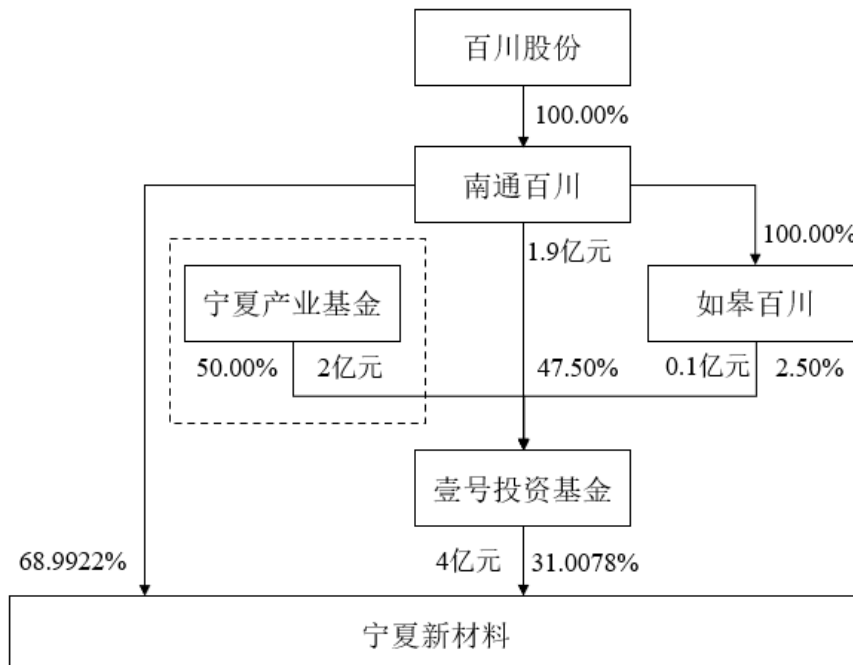 百川股份
100.00%
南通百川
1.9亿元
100.00%
宁夏产业基金
如皋百川
50.00%
2亿元
47.50%
0.1亿元
2.50%
壹号投资基金
68.9922%
4亿元
31.0078%
宁夏新材料